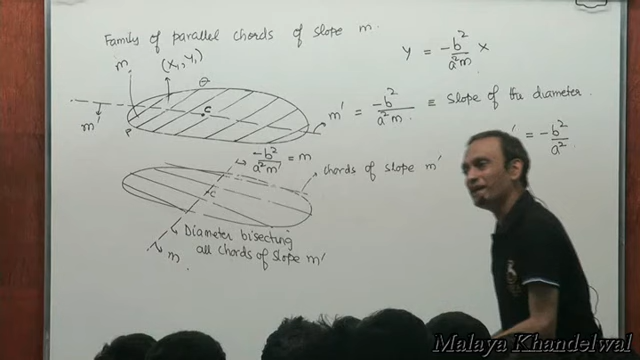 Family of parallel chords of slope m.
y = -b²/a²m x
m
(x₁, y₁)
Q
C
P
m'
m' = -b²/a²m ≡ slope of the diameter
' = -b²/a²
-b²/a²m' = m
chords of slope m'
C
Diameter bisecting
all chords of slope m'
m
Malaya Khandelwal